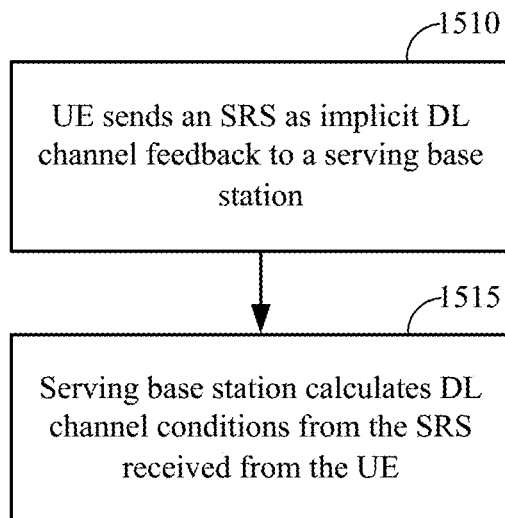 1510
UE sends an SRS as implicit DL
channel feedback to a serving base
station
1515
Serving base station calculates DL
channel conditions from the SRS
received from the UE